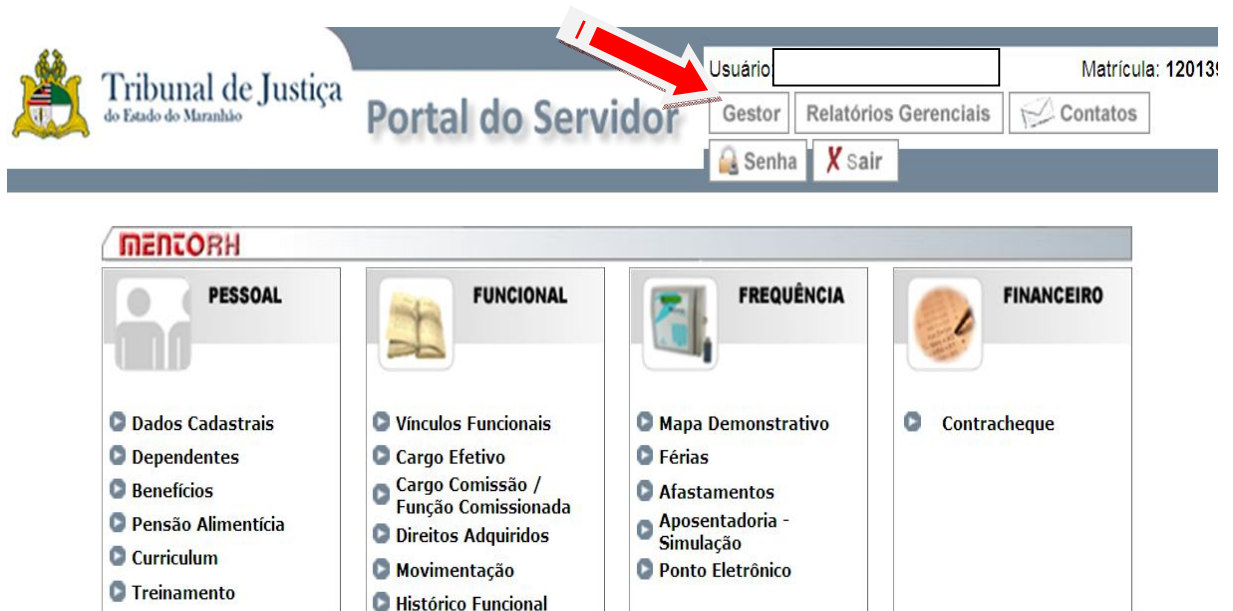 Usuário:
Matrícula: 120139
Tribunal de Justiça
do Estado do Maranhão
Portal do Servidor
Gestor
Relatórios Gerenciais
Contatos
Senha
X Sair
MENTORH
PESSOAL
Dados Cadastrais
Dependentes
Benefícios
Pensão Alimentícia
Curriculum
Treinamento
FUNCIONAL
Vínculos Funcionais
Cargo Efetivo
Cargo Comissão /
Função Comissionada
Direitos Adquiridos
Movimentação
Histórico Funcional
FREQUÊNCIA
Mapa Demonstrativo
Férias
Afastamentos
Aposentadoria -
Simulação
Ponto Eletrônico
FINANCEIRO
Contracheque